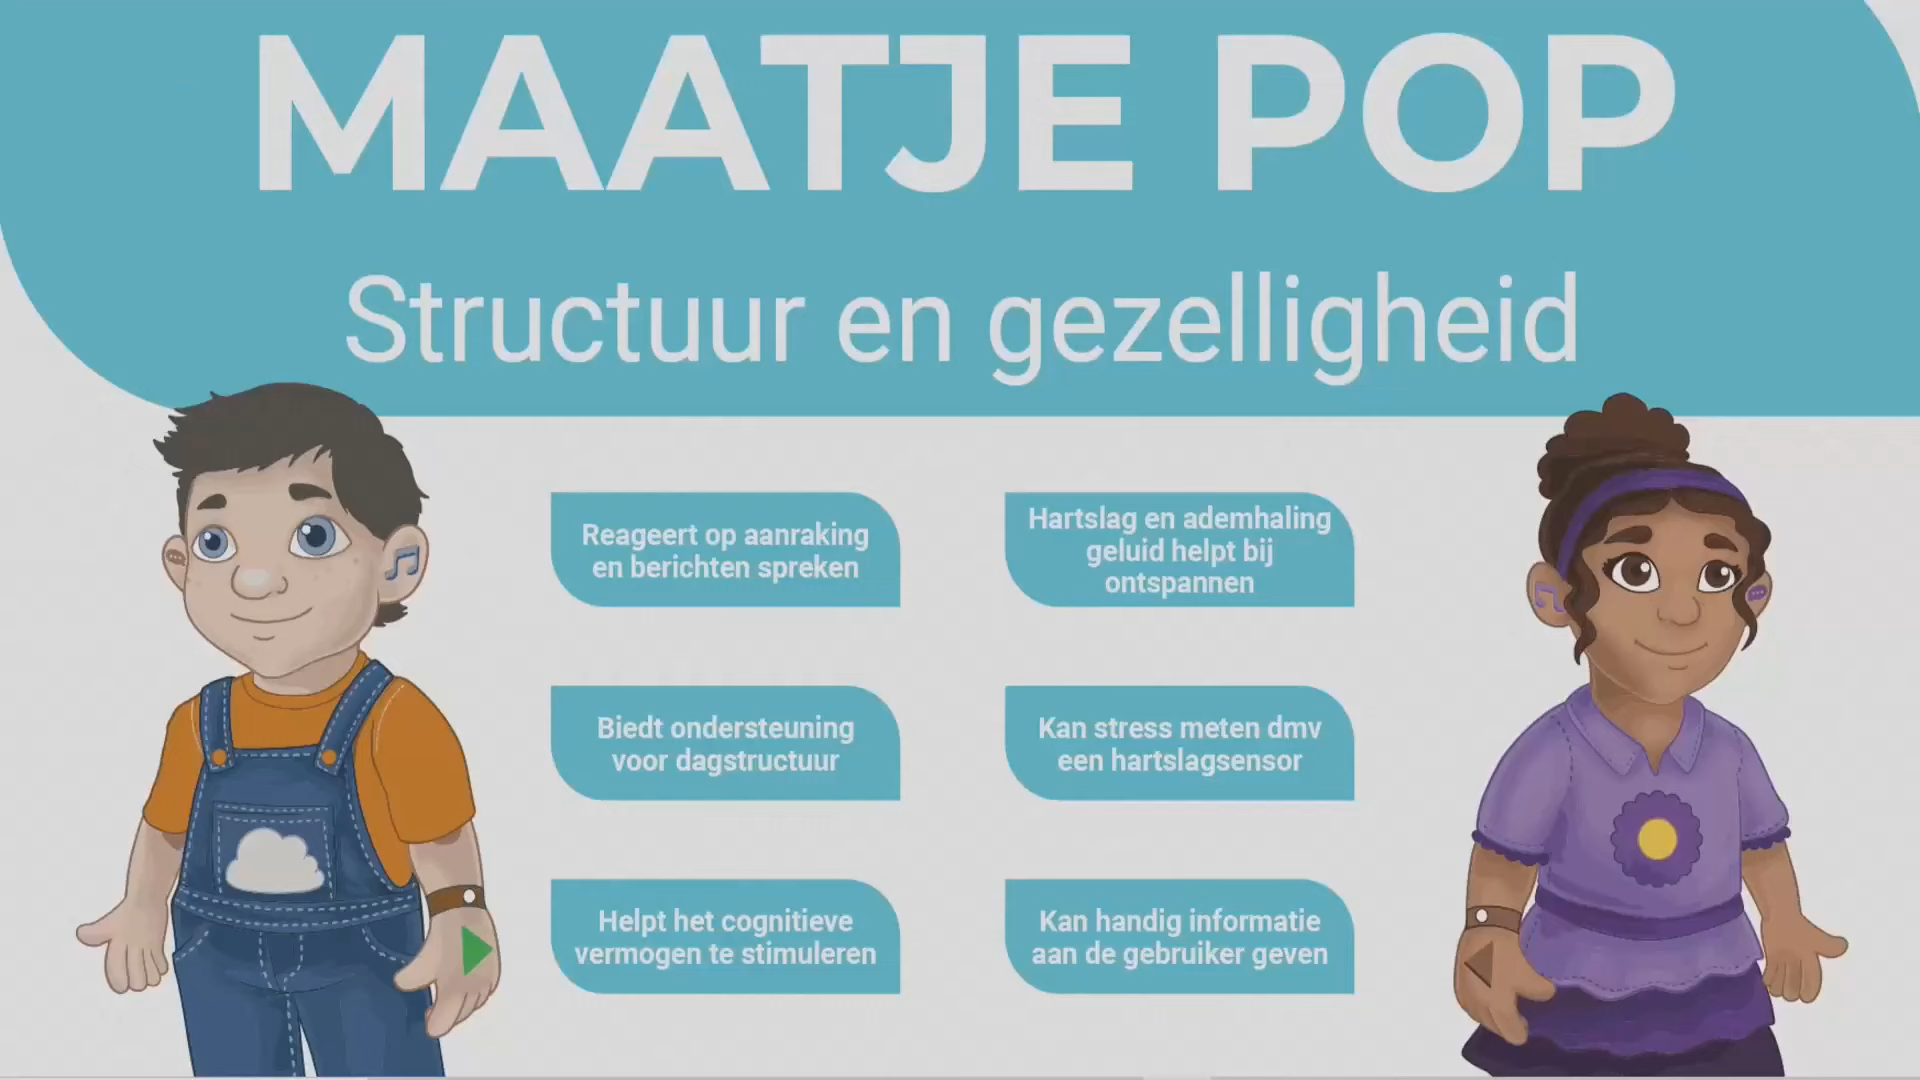 MAATJE POP
Structuur en gezelligheid
Reageert op aanraking
en berichten spreken
Hartslag en ademhaling
geluid helpt bij
ontspannen
Biedt ondersteuning
voor dagstructuur
Kan stress meten dmv
een hartslagsensor
Helpt het cognitieve
vermogen te stimuleren
Kan handig informatie
aan de gebruiker geven